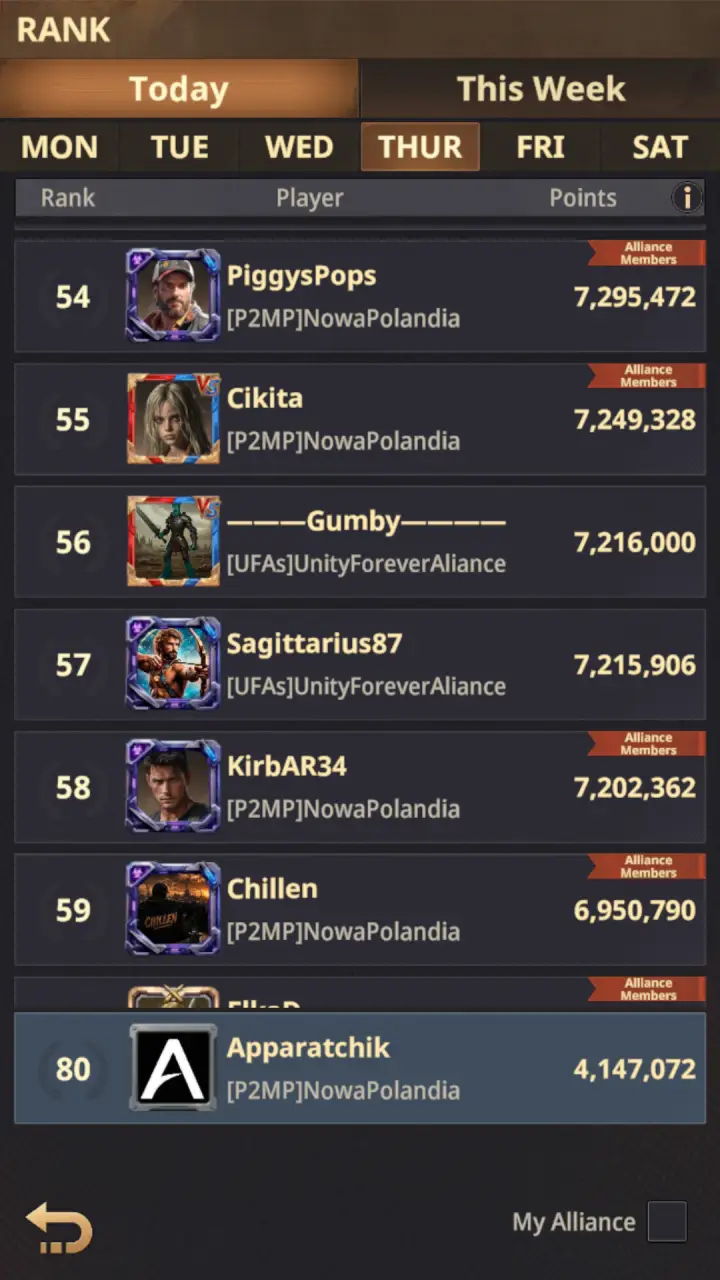 RANK
Today
This Week
MON TUE WED THUR FRI SAT
Rank Player Points i
Alliance
Members
54 PiggysPops 7,295,472
[P2MP]NowaPolandia
Alliance
Members
VS
55 Cikita 7,249,328
[P2MP]NowaPolandia
VS
56 ———Gumby———— 7,216,000
[UFAs]UnityForeverAliance
57 Sagittarius87 7,215,906
[UFAs]UnityForeverAliance
Alliance
Members
58 KirbAR34 7,202,362
[P2MP]NowaPolandia
Alliance
Members
59 Chillen 6,950,790
CHILLEN
[P2MP]NowaPolandia
Alliance
Members
80 Apparatchik 4,147,072
[P2MP]NowaPolandia
My Alliance